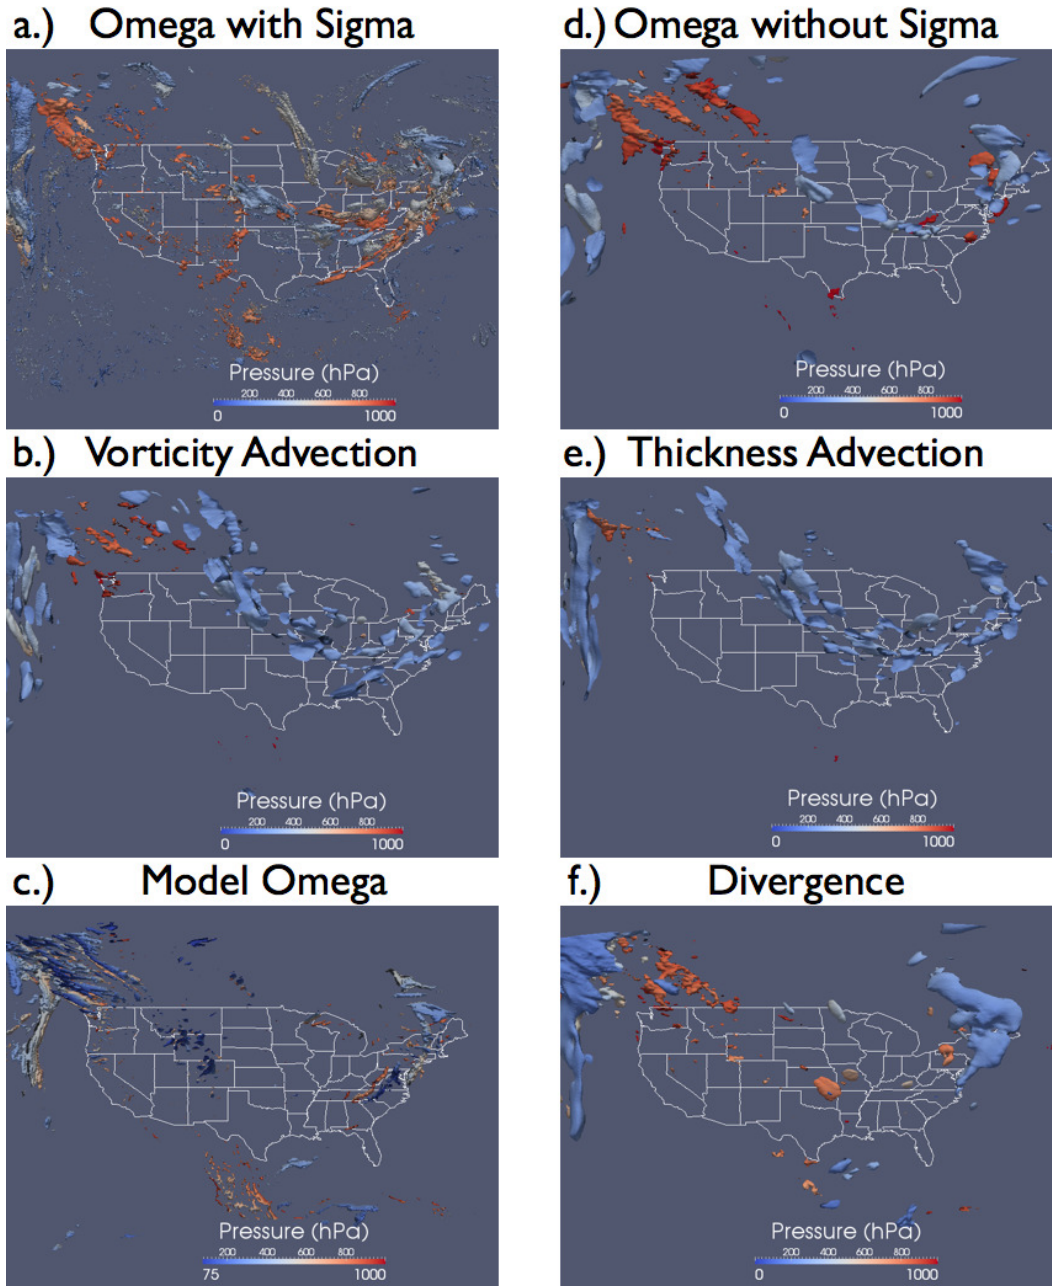 a.) Omega with Sigma
Pressure (hPa)
200 400 600 800
0 1000
d.) Omega without Sigma
Pressure (hPa)
200 400 600 800
0 1000
b.) Vorticity Advection
Pressure (hPa)
200 400 600 800
0 1000
e.) Thickness Advection
Pressure (hPa)
200 400 600 800
0 1000
c.) Model Omega
Pressure (hPa)
200 400 600 800
75 1000
f.) Divergence
Pressure (hPa)
200 400 600 800
0 1000